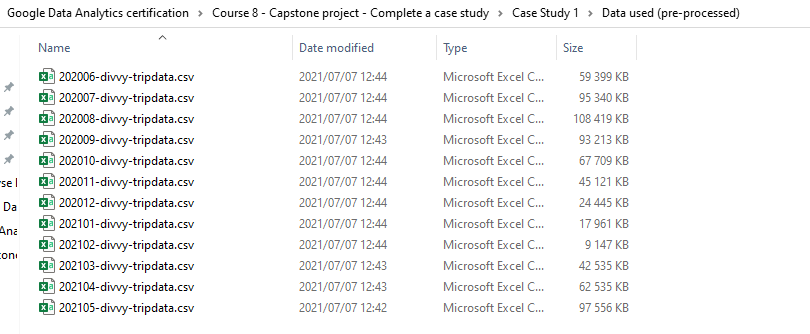 Google Data Analytics certification > Course 8 - Capstone project - Complete a case study > Case Study 1 > Data used (pre-processed)
Name Date modified Type Size
202006-divvy-tripdata.csv 2021/07/07 12:44 Microsoft Excel C... 59 399 KB
202007-divvy-tripdata.csv 2021/07/07 12:44 Microsoft Excel C... 95 340 KB
202008-divvy-tripdata.csv 2021/07/07 12:44 Microsoft Excel C... 108 419 KB
202009-divvy-tripdata.csv 2021/07/07 12:43 Microsoft Excel C... 93 213 KB
202010-divvy-tripdata.csv 2021/07/07 12:44 Microsoft Excel C... 67 709 KB
202011-divvy-tripdata.csv 2021/07/07 12:44 Microsoft Excel C... 45 121 KB
202012-divvy-tripdata.csv 2021/07/07 12:44 Microsoft Excel C... 24 445 KB
202101-divvy-tripdata.csv 2021/07/07 12:44 Microsoft Excel C... 17 961 KB
202102-divvy-tripdata.csv 2021/07/07 12:44 Microsoft Excel C... 9 147 KB
202103-divvy-tripdata.csv 2021/07/07 12:43 Microsoft Excel C... 42 535 KB
202104-divvy-tripdata.csv 2021/07/07 12:43 Microsoft Excel C... 62 535 KB
202105-divvy-tripdata.csv 2021/07/07 12:42 Microsoft Excel C... 97 556 KB
Da